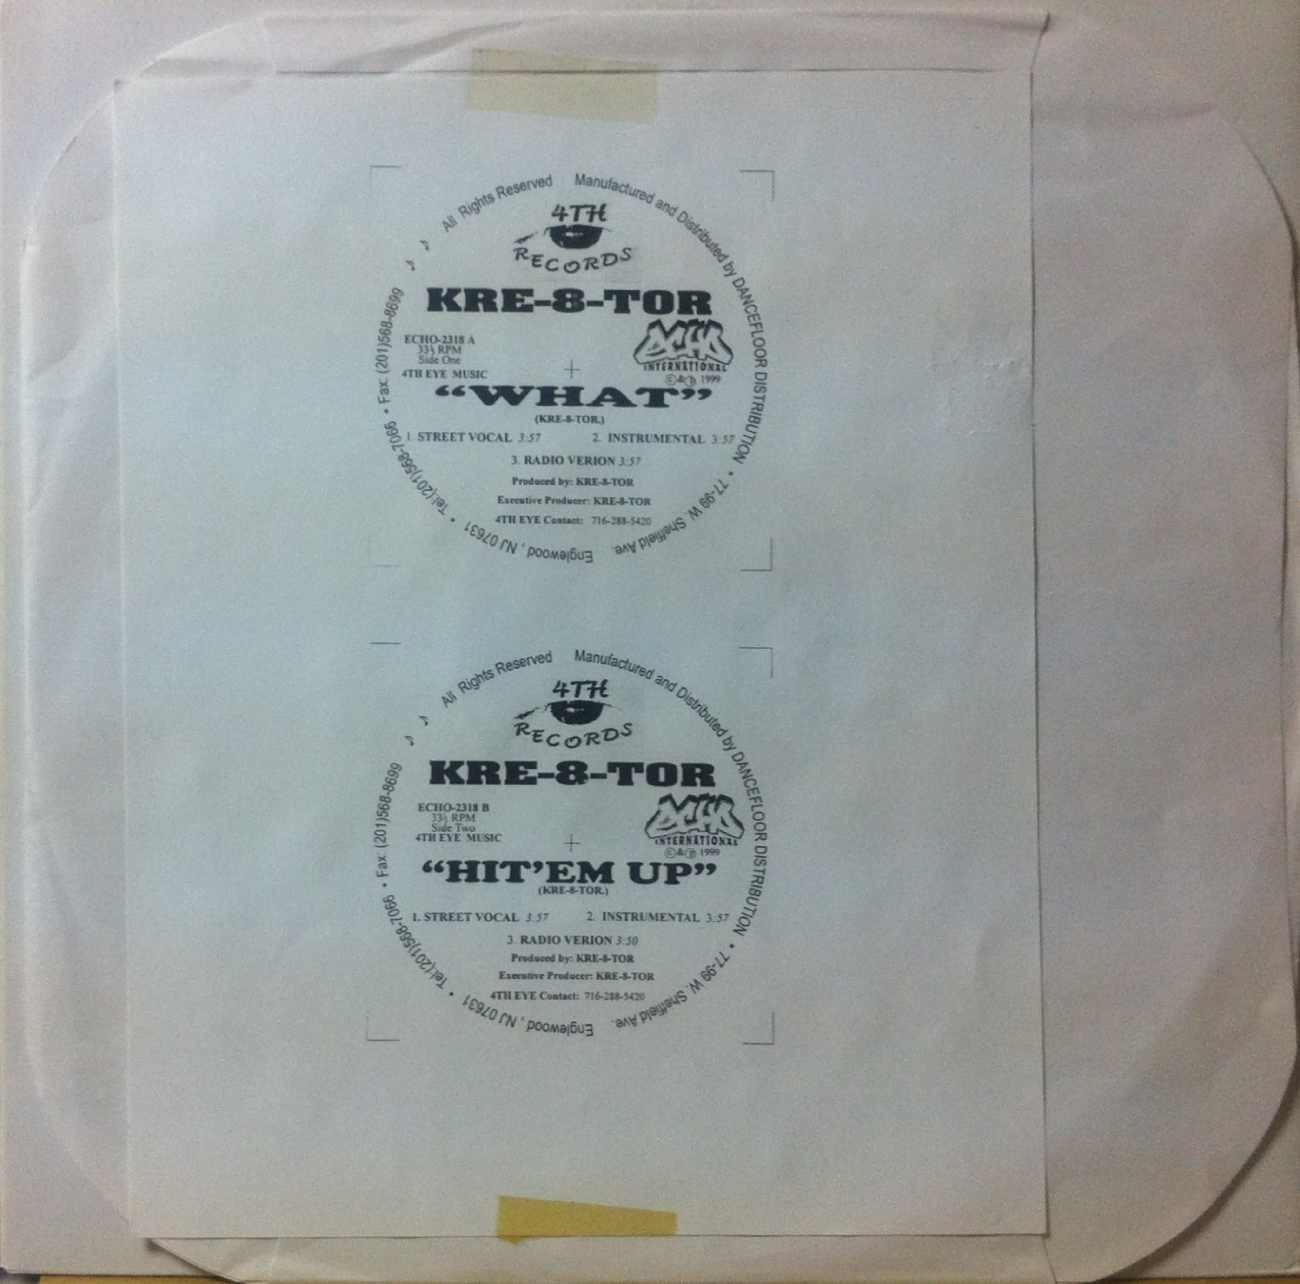 All Rights Reserved    Manufactured and Distributed by DANCEFLOOR DISTRIBUTION • 77-99 W. Sheffield Ave. Englewood, NJ 07631 • Tel:(201)568-7066 • Fax: (201)568-8699
4TH
RECORDS
KRE-8-TOR
ECHO-2318 A
33⅓ RPM
Side One
4TH EYE MUSIC
ECHO
INTERNATIONAL
©&℗ 1999
“WHAT”
(KRE-8-TOR.)
1. STREET VOCAL 3:57    2. INSTRUMENTAL 3:57
3. RADIO VERION 3:57
Produced by: KRE-8-TOR
Executive Producer: KRE-8-TOR
4TH EYE Contact: 716-288-5420
All Rights Reserved    Manufactured and Distributed by DANCEFLOOR DISTRIBUTION • 77-99 W. Sheffield Ave. Englewood, NJ 07631 • Tel:(201)568-7066 • Fax: (201)568-8699
4TH
RECORDS
KRE-8-TOR
ECHO-2318 B
33⅓ RPM
Side Two
4TH EYE MUSIC
ECHO
INTERNATIONAL
©&℗ 1999
“HIT’EM UP”
(KRE-8-TOR.)
1. STREET VOCAL 3:57    2. INSTRUMENTAL 3:57
3. RADIO VERION 3:50
Produced by: KRE-8-TOR
Executive Producer: KRE-8-TOR
4TH EYE Contact: 716-288-5420